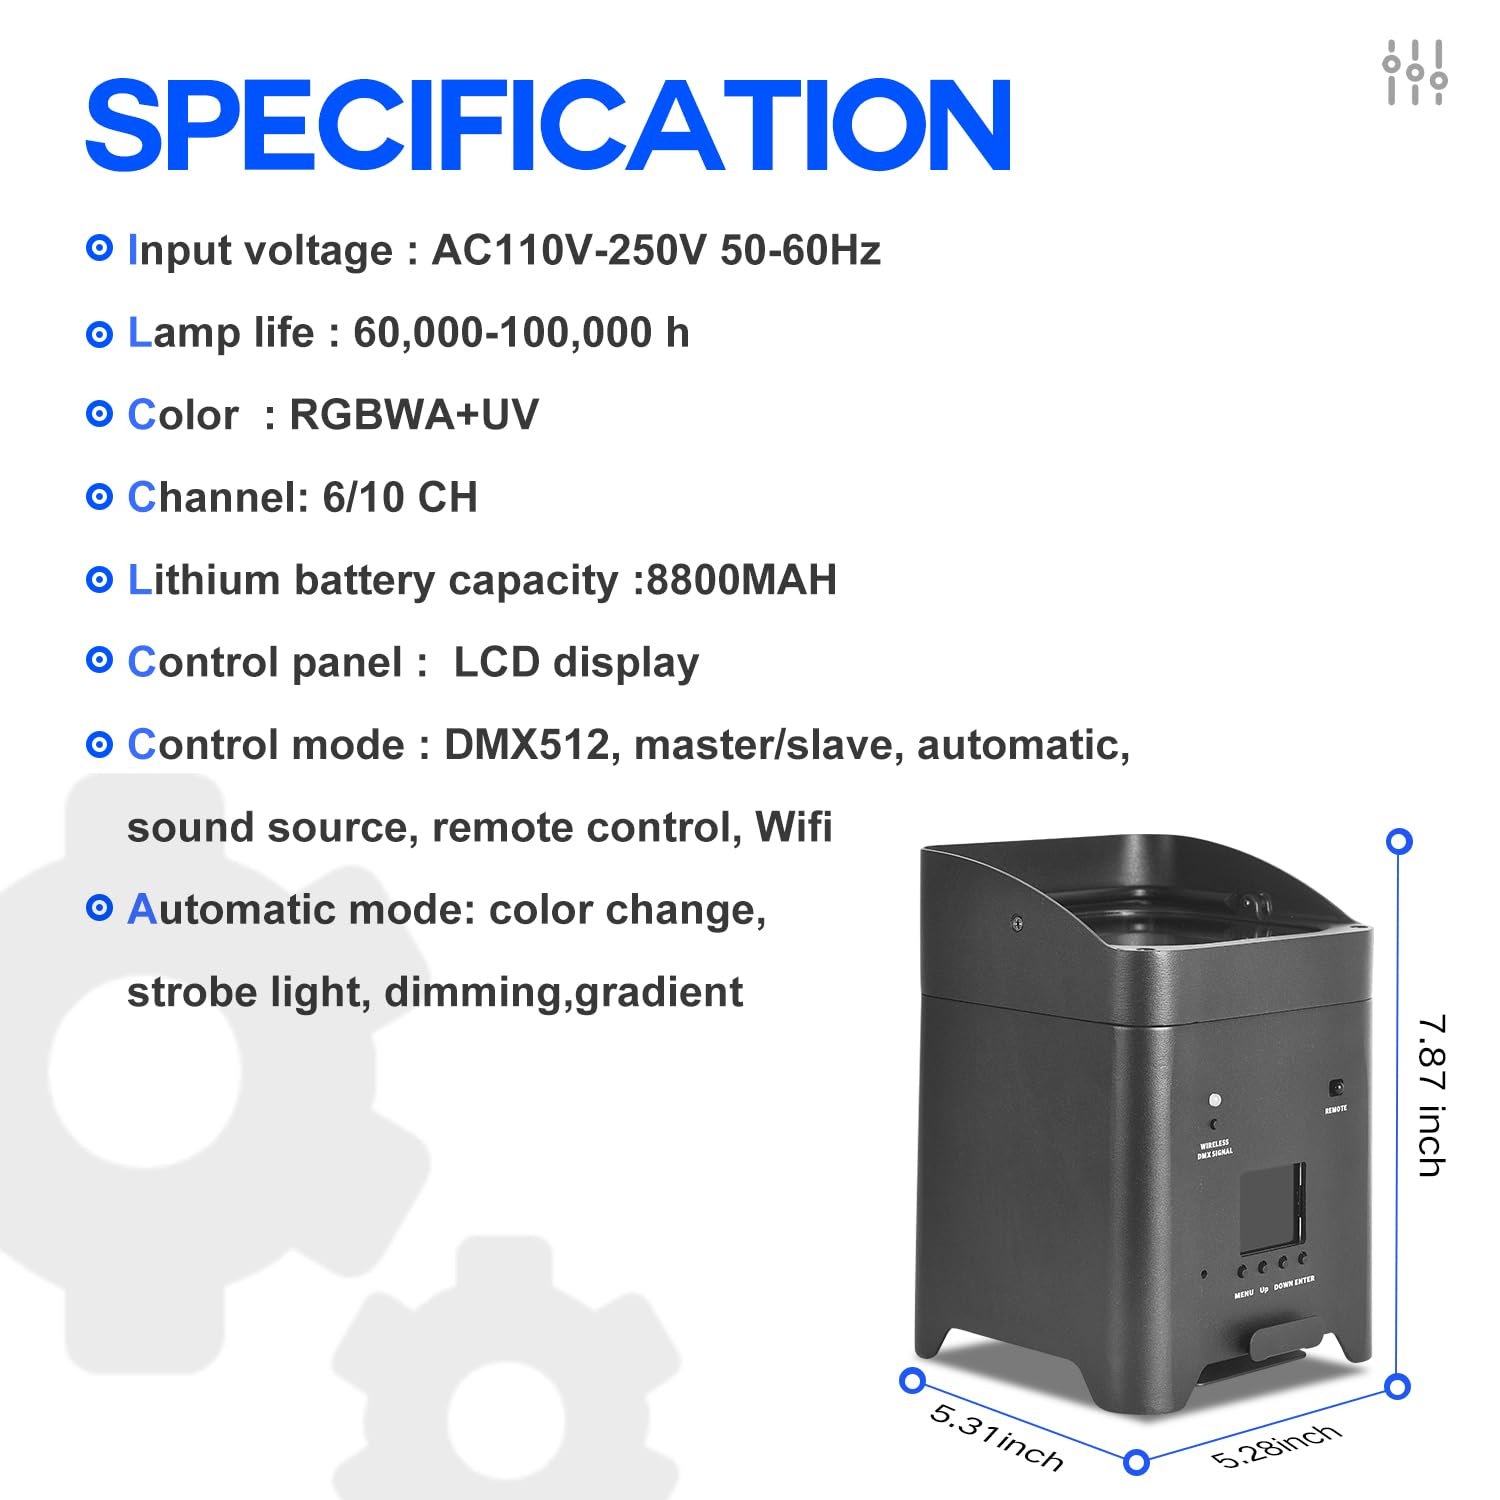 SPECIFICATION
Input voltage : AC110V-250V 50-60Hz
Lamp life : 60,000-100,000 h
Color : RGBWA+UV
Channel: 6/10 CH
Lithium battery capacity :8800MAH
Control panel : LCD display
Control mode : DMX512, master/slave, automatic,
sound source, remote control, Wifi
Automatic mode: color change,
strobe light, dimming,gradient
REMOTE
WIRELESS
DMX SIGNAL
MENU Up DOWN ENTER
7.87 inch
5.31inch
5.28inch